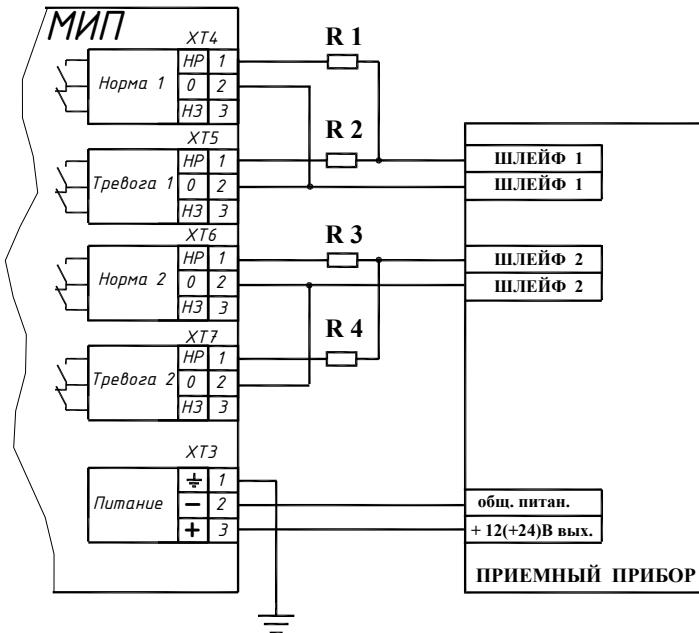 МИП
XT4
R 1
Норма 1
НР 1
0 2
НЗ 3
XT5
R 2
Тревога 1
НР 1
0 2
НЗ 3
ШЛЕЙФ 1
ШЛЕЙФ 1
XT6
R 3
Норма 2
НР 1
0 2
НЗ 3
ШЛЕЙФ 2
ШЛЕЙФ 2
XT7
R 4
Тревога 2
НР 1
0 2
НЗ 3
XT3
Питание
1
− 2
+ 3
общ. питан.
+ 12(+24)В вых.
ПРИЕМНЫЙ ПРИБОР